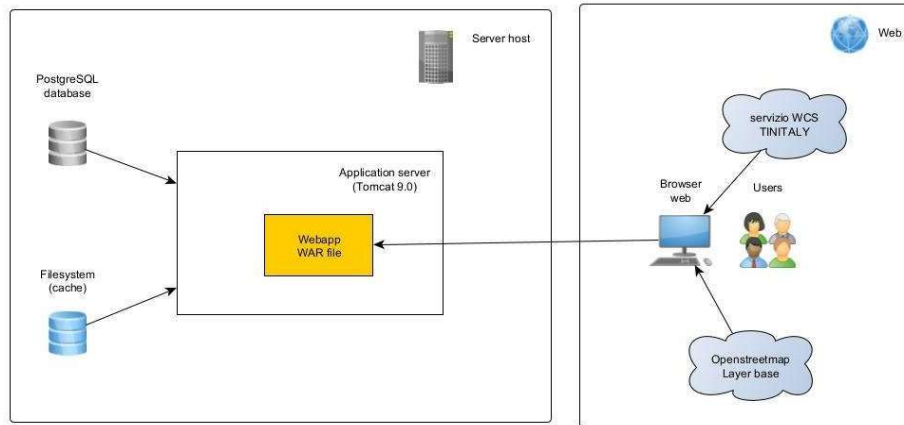 Server host
PostgreSQL
database
Application server
(Tomcat 9.0)
Webapp
WAR file
Filesystem
(cache)
Web
servizio WCS
TINITALY
Browser
web
Users
Openstreetmap
Layer base